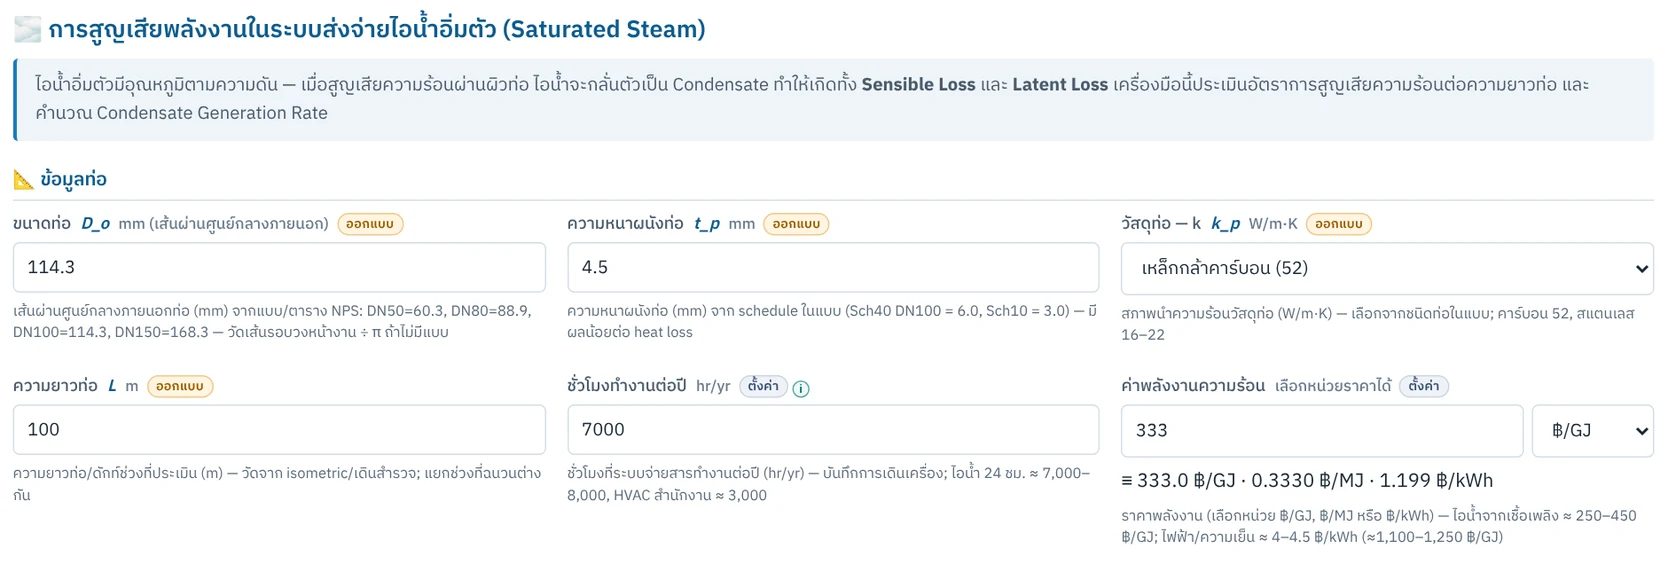 การสูญเสียพลังงานในระบบส่งจ่ายไอน้ำอิ่มตัว (Saturated Steam)
ไอน้ำอิ่มตัวมีอุณหภูมิตามความดัน — เมื่อสูญเสียความร้อนผ่านผิวท่อ ไอน้ำจะกลั่นตัวเป็น Condensate ทำให้เกิดทั้ง Sensible Loss และ Latent Loss เครื่องมือนี้ประเมินอัตราการสูญเสียความร้อนต่อความยาวท่อ และ
คำนวณ Condensate Generation Rate
ข้อมูลท่อ
ขนาดท่อ D_o mm (เส้นผ่านศูนย์กลางภายนอก) ออกแบบ
114.3
เส้นผ่านศูนย์กลางภายนอกท่อ (mm) จากแบบ/ตาราง NPS: DN50=60.3, DN80=88.9,
DN100=114.3, DN150=168.3 — วัดเส้นรอบวงหน้างาน ÷ π ถ้าไม่มีแบบ
ความหนาผนังท่อ t_p mm ออกแบบ
4.5
ความหนาผนังท่อ (mm) จาก schedule ในแบบ (Sch40 DN100 = 6.0, Sch10 = 3.0) — มี
ผลน้อยต่อ heat loss
วัสดุท่อ — k k_p W/m·K ออกแบบ
เหล็กกล้าคาร์บอน (52)
สภาพนำความร้อนวัสดุท่อ (W/m·K) — เลือกจากชนิดท่อในแบบ; คาร์บอน 52, สแตนเลส
16–22
ความยาวท่อ L m ออกแบบ
100
ความยาวท่อ/ดักท์ช่วงที่ประเมิน (m) — วัดจาก isometric/เดินสำรวจ; แยกช่วงที่ฉนวนต่าง
กัน
ชั่วโมงทำงานต่อปี hr/yr ตั้งค่า i
7000
ชั่วโมงที่ระบบจ่ายสารทำงานต่อปี (hr/yr) — บันทึกการเดินเครื่อง; ไอน้ำ 24 ชม. ≈ 7,000–
8,000, HVAC สำนักงาน ≈ 3,000
ค่าพลังงานความร้อน เลือกหน่วยราคาได้ ตั้งค่า
333 ฿/GJ
≡ 333.0 ฿/GJ · 0.3330 ฿/MJ · 1.199 ฿/kWh
ราคาพลังงาน (เลือกหน่วย ฿/GJ, ฿/MJ หรือ ฿/kWh) — ไอน้ำจากเชื้อเพลิง ≈ 250–450
฿/GJ; ไฟฟ้า/ความเย็น ≈ 4–4.5 ฿/kWh (≈1,100–1,250 ฿/GJ)